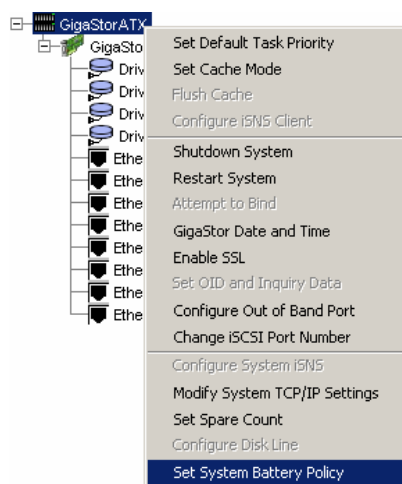 GigaStorATX
GigaSto
Driv
Driv
Driv
Driv
Ethe
Ethe
Ethe
Ethe
Ethe
Ethe
Ethe
Ethe
Set Default Task Priority
Set Cache Mode
Flush Cache
Configure iSNS Client
Shutdown System
Restart System
Attempt to Bind
GigaStor Date and Time
Enable SSL
Set OID and Inquiry Data
Configure Out of Band Port
Change iSCSI Port Number
Configure System iSNS
Modify System TCP/IP Settings
Set Spare Count
Configure Disk Line
Set System Battery Policy